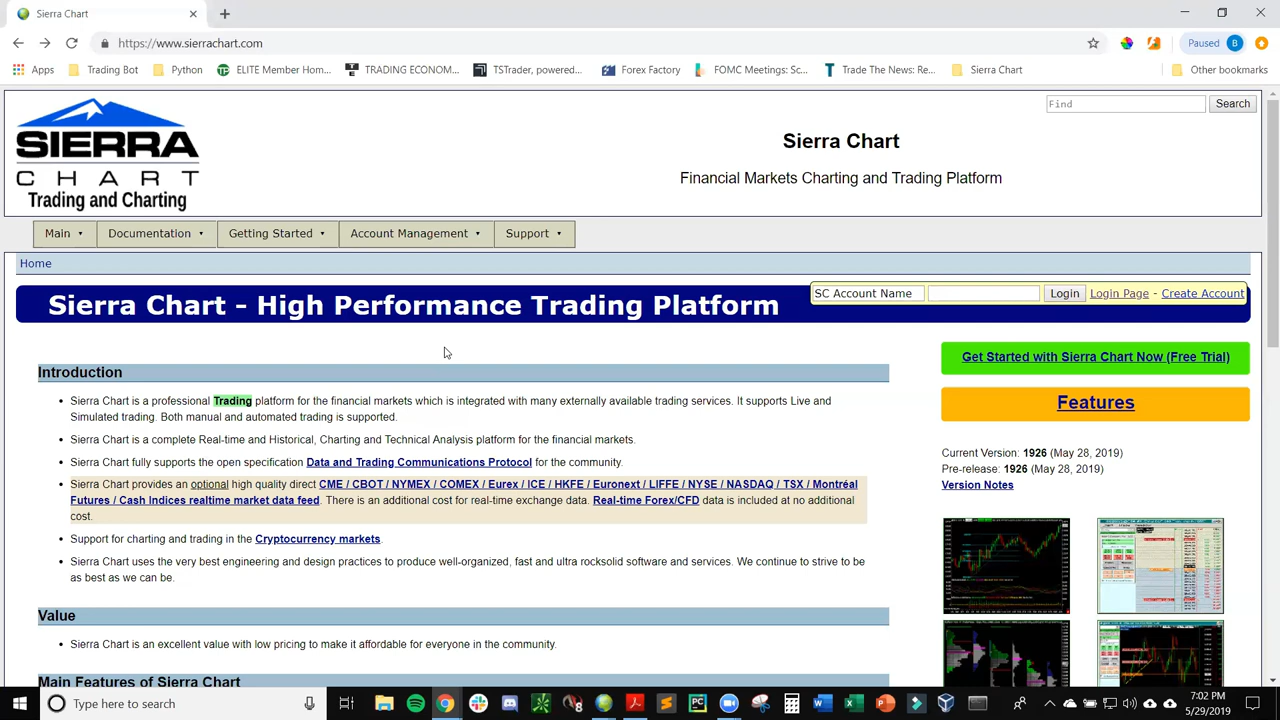 Sierra Chart
https://www.sierrachart.com
Paused
B
Apps
Trading Bot
Python
ELITE Member Hom...
TRADING ECONOM...
TSTrader, powered...
Forex Factory
FOMC Meetings: Sc...
Trade The News: Re...
Sierra Chart
Other bookmarks
SIERRA
CHART
Trading and Charting
Find
Search
Sierra Chart
Financial Markets Charting and Trading Platform
Main
Documentation
Getting Started
Account Management
Support
Home
Sierra Chart - High Performance Trading Platform
SC Account Name
Login
Login Page - Create Account
Introduction
• Sierra Chart is a professional Trading platform for the financial markets which is integrated with many externally available trading services. It supports Live and
Simulated trading. Both manual and automated trading is supported.
• Sierra Chart is a complete Real-time and Historical, Charting and Technical Analysis platform for the financial markets.
• Sierra Chart fully supports the open specification Data and Trading Communications Protocol for the community.
• Sierra Chart provides an optional high quality direct CME / CBOT / NYMEX / COMEX / Eurex / ICE / HKFE / Euronext / LIFFE / NYSE / NASDAQ / TSX / Montréal
Futures / Cash Indices realtime market data feed. There is an additional cost for real-time exchange data. Real-time Forex/CFD data is included at no additional
cost.
• Support for charting and trading in the Cryptocurrency markets.
• Sierra Chart uses the very best engineering and design processes to provide well-organized, fast and ultra rocksolid software and services. We continue to strive to be
as best as we can be.
Value
• Sierra Chart is an excellent value with low pricing to make it affordable for everyone in the community.
Main Features of Sierra Chart
Get Started with Sierra Chart Now (Free Trial)
Features
Current Version: 1926 (May 28, 2019)
Pre-release: 1926 (May 28, 2019)
Version Notes
Type here to search
7:02 PM
5/29/2019